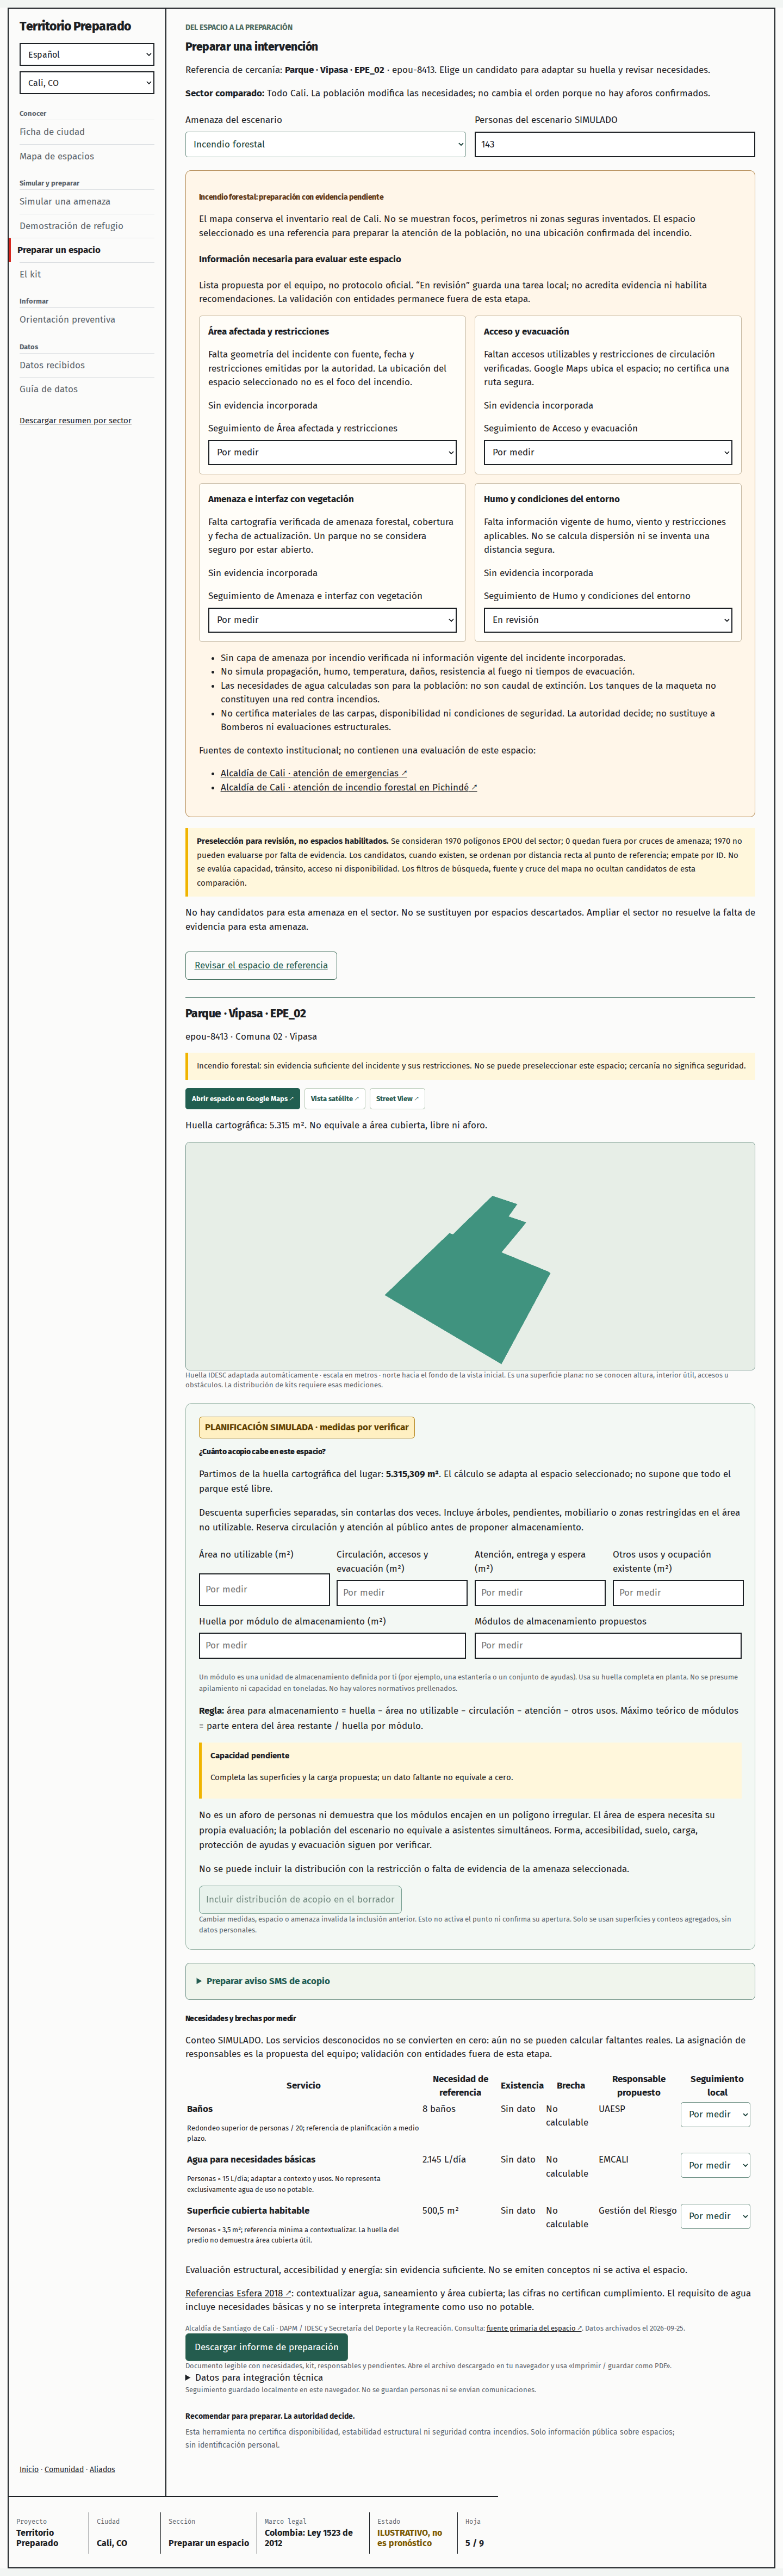 Territorio Preparado
Español
Cali, CO
Conocer
Ficha de ciudad
Mapa de espacios
Simular y preparar
Simular una amenaza
Demostración de refugio
Preparar un espacio
El kit
Informar
Orientación preventiva
Datos
Datos recibidos
Guía de datos
Descargar resumen por sector
DEL ESPACIO A LA PREPARACIÓN
Preparar una intervención
Referencia de cercanía: Parque · Vipasa · EPE_02 · epou-8413. Elige un candidato para adaptar su huella y revisar necesidades.
Sector comparado: Todo Cali. La población modifica las necesidades; no cambia el orden porque no hay aforos confirmados.
Amenaza del escenario
Incendio forestal
Personas del escenario SIMULADO
143
Incendio forestal: preparación con evidencia pendiente
El mapa conserva el inventario real de Cali. No se muestran focos, perímetros ni zonas seguras inventados. El espacio
seleccionado es una referencia para preparar la atención de la población, no una ubicación confirmada del incendio.
Información necesaria para evaluar este espacio
Lista propuesta por el equipo, no protocolo oficial. “En revisión” guarda una tarea local; no acredita evidencia ni habilita
recomendaciones. La validación con entidades permanece fuera de esta etapa.
Área afectada y restricciones
Falta geometría del incidente con fuente, fecha y
restricciones emitidas por la autoridad. La ubicación del
espacio seleccionado no es el foco del incendio.
Sin evidencia incorporada
Seguimiento de Área afectada y restricciones
Por medir
Acceso y evacuación
Faltan accesos utilizables y restricciones de circulación
verificadas. Google Maps ubica el espacio; no certifica una
ruta segura.
Sin evidencia incorporada
Seguimiento de Acceso y evacuación
Por medir
Amenaza e interfaz con vegetación
Falta cartografía verificada de amenaza forestal, cobertura
y fecha de actualización. Un parque no se considera
seguro por estar abierto.
Sin evidencia incorporada
Seguimiento de Amenaza e interfaz con vegetación
Por medir
Humo y condiciones del entorno
Falta información vigente de humo, viento y restricciones
aplicables. No se calcula dispersión ni se inventa una
distancia segura.
Sin evidencia incorporada
Seguimiento de Humo y condiciones del entorno
En revisión
• Sin capa de amenaza por incendio verificada ni información vigente del incidente incorporadas.
• No simula propagación, humo, temperatura, daños, resistencia al fuego ni tiempos de evacuación.
• Las necesidades de agua calculadas son para la población: no son caudal de extinción. Los tanques de la maqueta no
constituyen una red contra incendios.
• No certifica materiales de las carpas, disponibilidad ni condiciones de seguridad. La autoridad decide; no sustituye a
Bomberos ni evaluaciones estructurales.
Fuentes de contexto institucional; no contienen una evaluación de este espacio:
• Alcaldía de Cali · atención de emergencias ↗
• Alcaldía de Cali · atención de incendio forestal en Pichindé ↗
Preselección para revisión, no espacios habilitados. Se consideran 1970 polígonos EPOU del sector; 0 quedan fuera por cruces de amenaza; 1970 no
pueden evaluarse por falta de evidencia. Los candidatos, cuando existen, se ordenan por distancia recta al punto de referencia; empate por ID. No
se evalúa capacidad, tránsito, acceso ni disponibilidad. Los filtros de búsqueda, fuente y cruce del mapa no ocultan candidatos de esta
comparación.
No hay candidatos para esta amenaza en el sector. No se sustituyen por espacios descartados. Ampliar el sector no resuelve la falta de
evidencia para esta amenaza.
Revisar el espacio de referencia
Parque · Vipasa · EPE_02
epou-8413 · Comuna 02 · Vipasa
Incendio forestal: sin evidencia suficiente del incidente y sus restricciones. No se puede preseleccionar este espacio; cercanía no significa seguridad.
Abrir espacio en Google Maps ↗
Vista satélite ↗
Street View ↗
Huella cartográfica: 5.315 m². No equivale a área cubierta, libre ni aforo.
Huella IDESC adaptada automáticamente · escala en metros · norte hacia el fondo de la vista inicial. Es una superficie plana: no se conocen altura, interior útil, accesos u
obstáculos. La distribución de kits requiere esas mediciones.
PLANIFICACIÓN SIMULADA · medidas por verificar
¿Cuánto acopio cabe en este espacio?
Partimos de la huella cartográfica del lugar: 5.315,309 m². El cálculo se adapta al espacio seleccionado; no supone que todo el
parque esté libre.
Descuenta superficies separadas, sin contarlas dos veces. Incluye árboles, pendientes, mobiliario o zonas restringidas en el área
no utilizable. Reserva circulación y atención al público antes de proponer almacenamiento.
Área no utilizable (m²)
Por medir
Circulación, accesos y
evacuación (m²)
Por medir
Atención, entrega y espera
(m²)
Por medir
Otros usos y ocupación
existente (m²)
Por medir
Huella por módulo de almacenamiento (m²)
Por medir
Módulos de almacenamiento propuestos
Por medir
Un módulo es una unidad de almacenamiento definida por ti (por ejemplo, una estantería o un conjunto de ayudas). Usa su huella completa en planta. No se presume
apilamiento ni capacidad en toneladas. No hay valores normativos prellenados.
Regla: área para almacenamiento = huella − área no utilizable − circulación − atención − otros usos. Máximo teórico de módulos
= parte entera del área restante / huella por módulo.
Capacidad pendiente
Completa las superficies y la carga propuesta; un dato faltante no equivale a cero.
No es un aforo de personas ni demuestra que los módulos encajen en un polígono irregular. El área de espera necesita su
propia evaluación; la población del escenario no equivale a asistentes simultáneos. Forma, accesibilidad, suelo, carga,
protección de ayudas y evacuación siguen por verificar.
No se puede incluir la distribución con la restricción o falta de evidencia de la amenaza seleccionada.
Incluir distribución de acopio en el borrador
Cambiar medidas, espacio o amenaza invalida la inclusión anterior. Esto no activa el punto ni confirma su apertura. Solo se usan superficies y conteos agregados, sin
datos personales.
▶ Preparar aviso SMS de acopio
Necesidades y brechas por medir
Conteo SIMULADO. Los servicios desconocidos no se convierten en cero: aún no se pueden calcular faltantes reales. La asignación de
responsables es la propuesta del equipo; validación con entidades fuera de esta etapa.
Servicio
Necesidad de
referencia
Existencia
Brecha
Responsable
propuesto
Seguimiento
local
Baños
Redondeo superior de personas / 20; referencia de planificación a medio
plazo.
8 baños
Sin dato
No
calculable
UAESP
Por medir
Agua para necesidades básicas
Personas × 15 L/día; adaptar a contexto y usos. No representa
exclusivamente agua de uso no potable.
2.145 L/día
Sin dato
No
calculable
EMCALI
Por medir
Superficie cubierta habitable
Personas × 3,5 m²; referencia mínima a contextualizar. La huella del
predio no demuestra área cubierta útil.
500,5 m²
Sin dato
No
calculable
Gestión del Riesgo
Por medir
Evaluación estructural, accesibilidad y energía: sin evidencia suficiente. No se emiten conceptos ni se activa el espacio.
Referencias Esfera 2018 ↗: contextualizar agua, saneamiento y área cubierta; las cifras no certifican cumplimiento. El requisito de agua
incluye necesidades básicas y no se interpreta íntegramente como uso no potable.
Alcaldía de Santiago de Cali · DAPM / IDESC y Secretaría del Deporte y la Recreación. Consulta: fuente primaria del espacio ↗. Datos archivados el 2026-09-25.
Descargar informe de preparación
Documento legible con necesidades, kit, responsables y pendientes. Abre el archivo descargado en tu navegador y usa «Imprimir / guardar como PDF».
▶ Datos para integración técnica
Seguimiento guardado localmente en este navegador. No se guardan personas ni se envían comunicaciones.
Recomendar para preparar. La autoridad decide.
Esta herramienta no certifica disponibilidad, estabilidad estructural ni seguridad contra incendios. Solo información pública sobre espacios;
sin identificación personal.
Inicio · Comunidad · Aliados
Proyecto
Territorio
Preparado
Ciudad
Cali, CO
Sección
Preparar un espacio
Marco legal
Colombia: Ley 1523 de
2012
Estado
ILUSTRATIVO, no
es pronóstico
Hoja
5 / 9